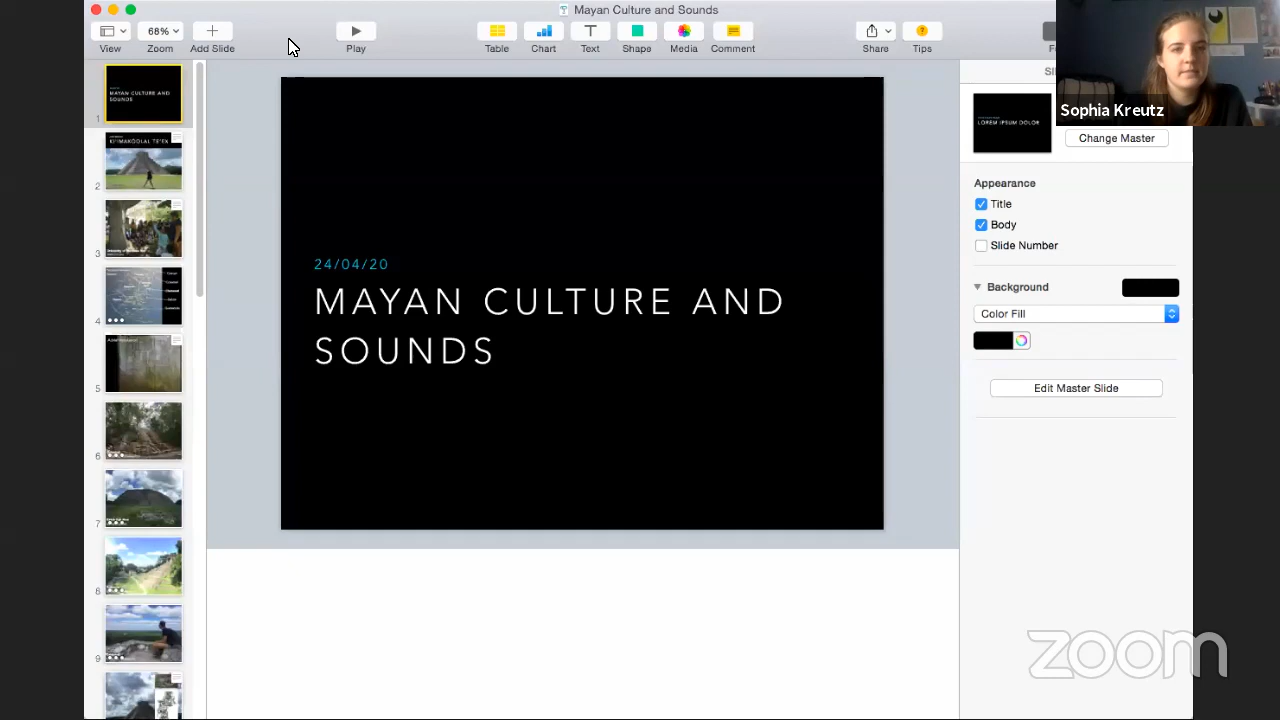 Mayan Culture and Sounds
View
68%
Zoom
Add Slide
Play
Table
Chart
Text
Shape
Media
Comment
Share
Tips
Sophia Kreutz
1
MAYAN CULTURE AND
SOUNDS
2
3
4
5
6
7
8
9
24/04/20
MAYAN CULTURE AND
SOUNDS
LOREM IPSUM DOLOR
Change Master
Appearance
Title
Body
Slide Number
Background
Color Fill
Edit Master Slide
zoom